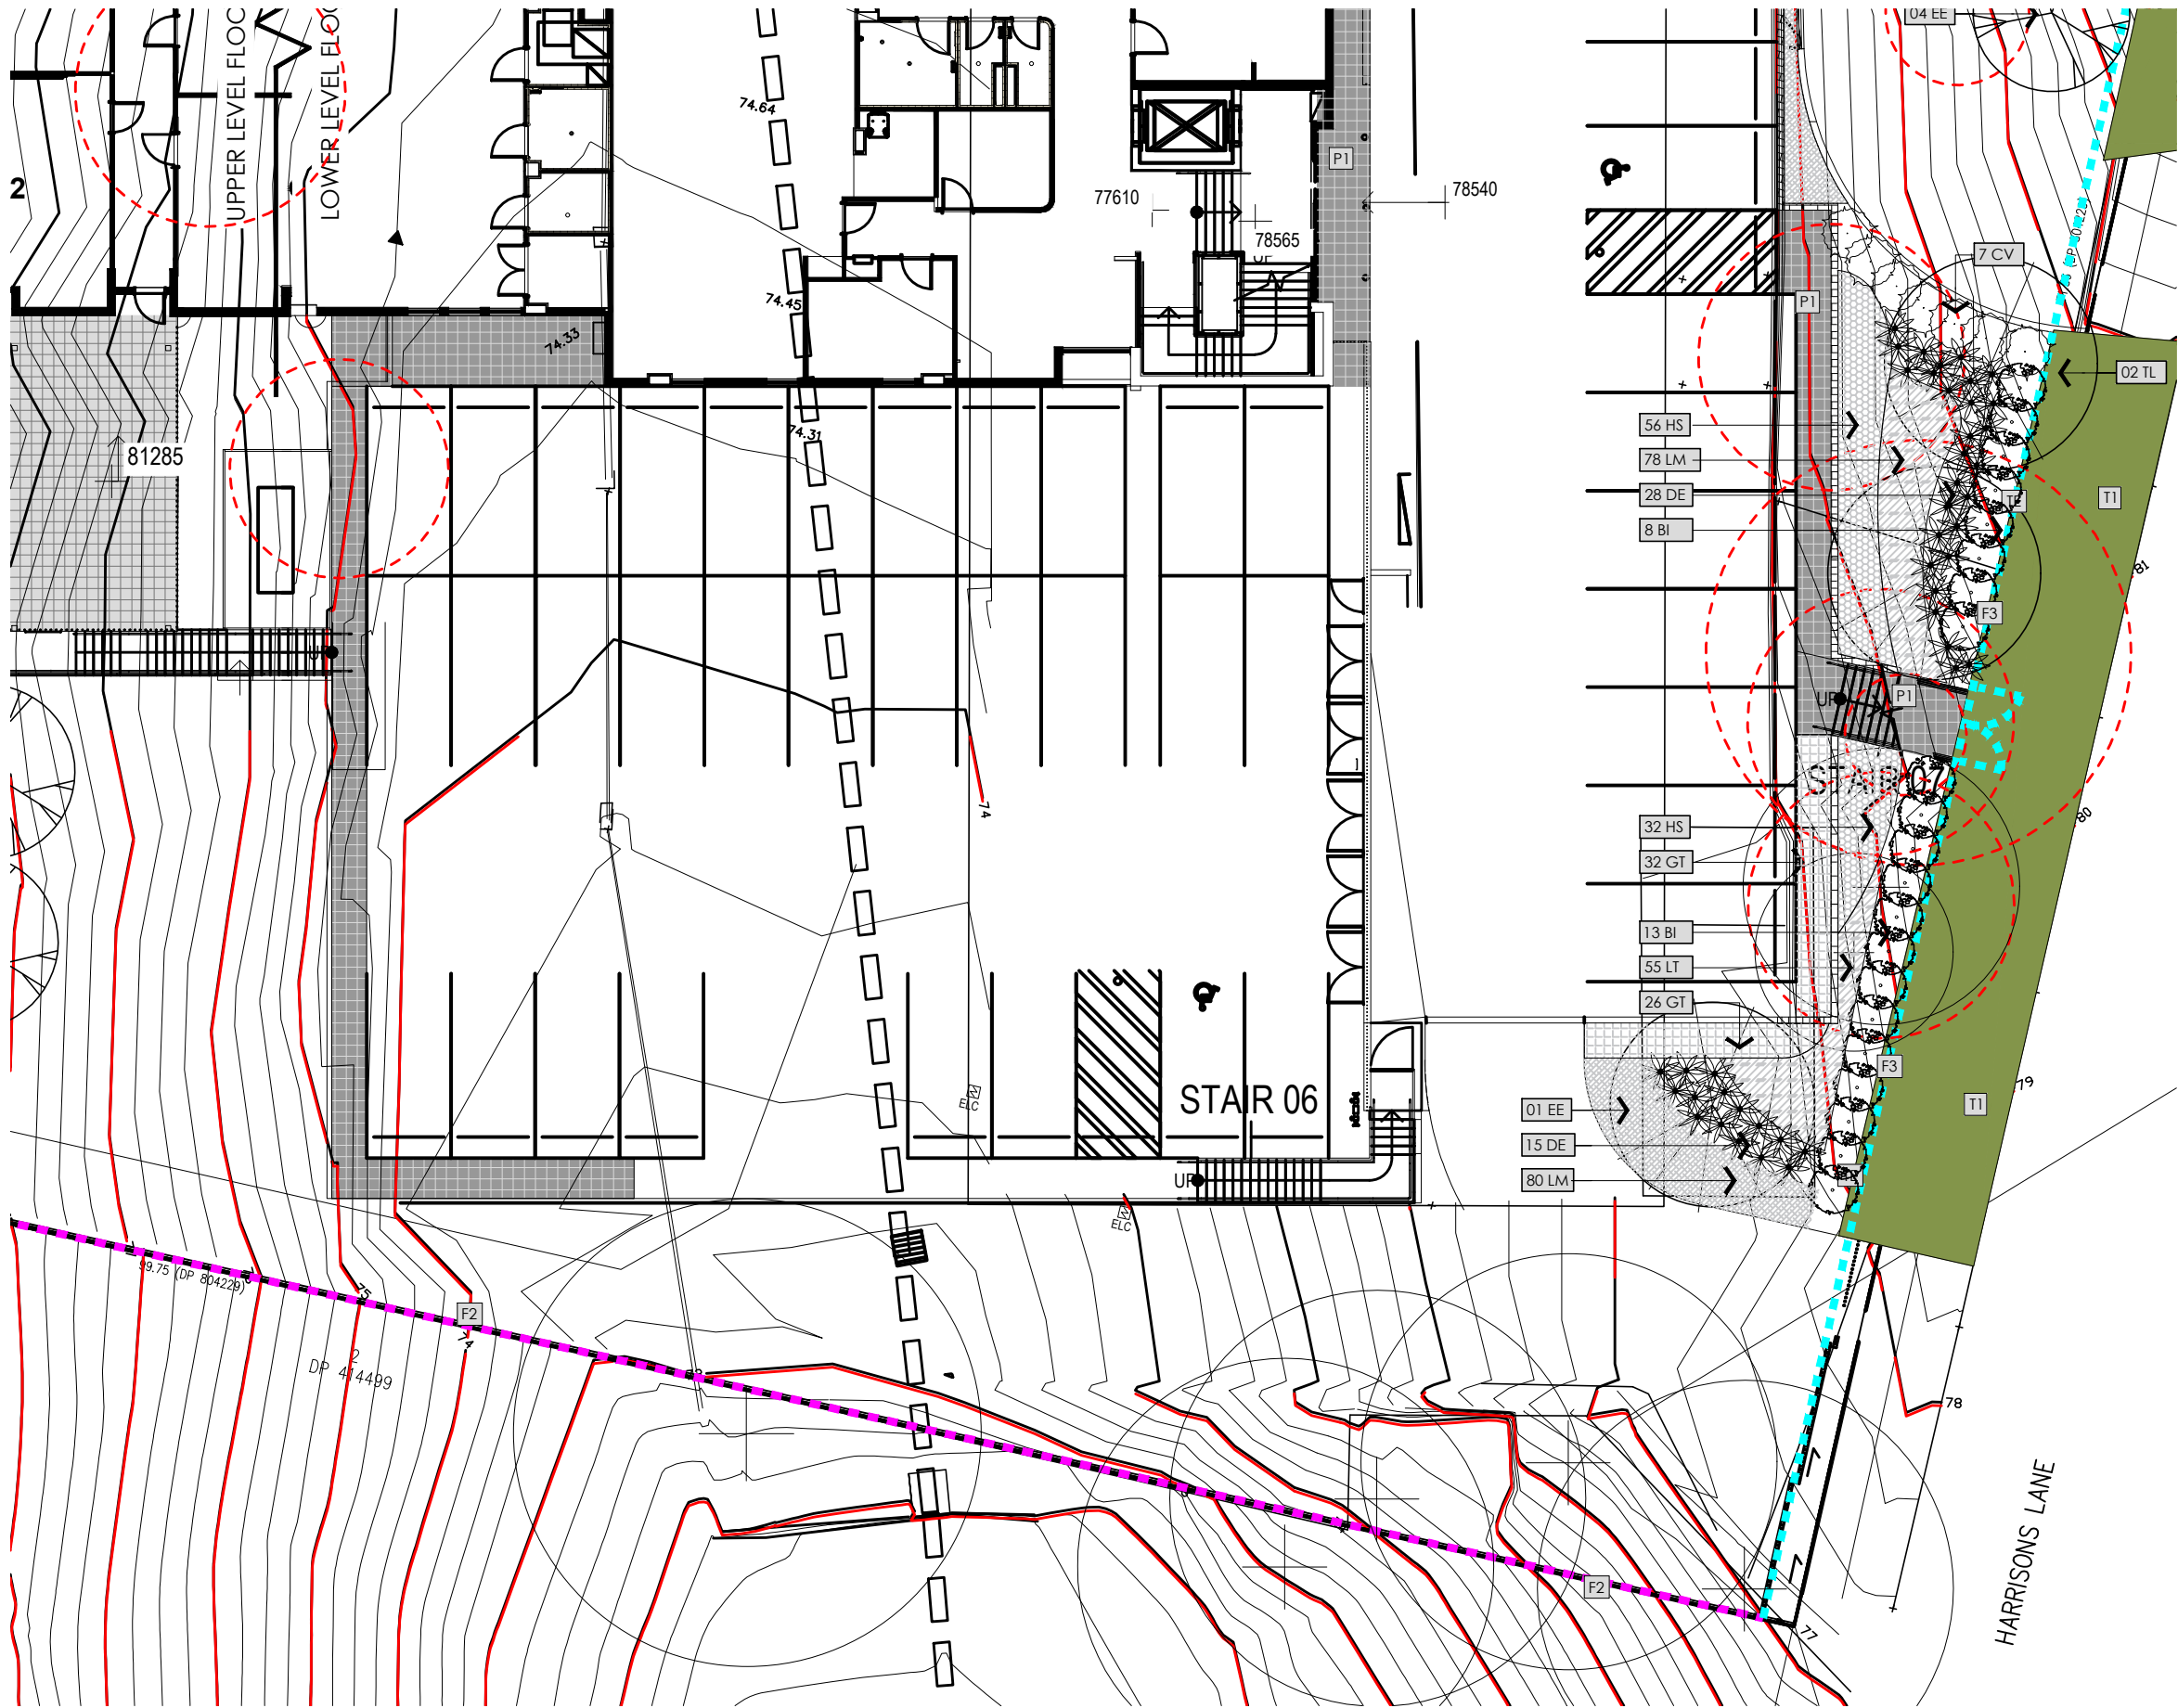 04 EE
UPPER LEVEL FLOO
LOWER LEVEL FLOO
74.64
P1
2
77610
78540
78565
UP
7 CV
P1
74.45
74.33
02 TL
74.31
56 HS
81285
78 LM
28 DE
TE
T1
8 BI
81
F3
UP
UP
P1
STAIR 07
74
80
32 HS
32 GT
13 BI
55 LT
26 GT
F3
79
ELC
STAIR 06
01 EE
T1
15 DE
UP
80 LM
ELC
99.75 (DP 804229)
75
F2
74
2
DP 414499
73
78
HARRISONS LANE
F2
77